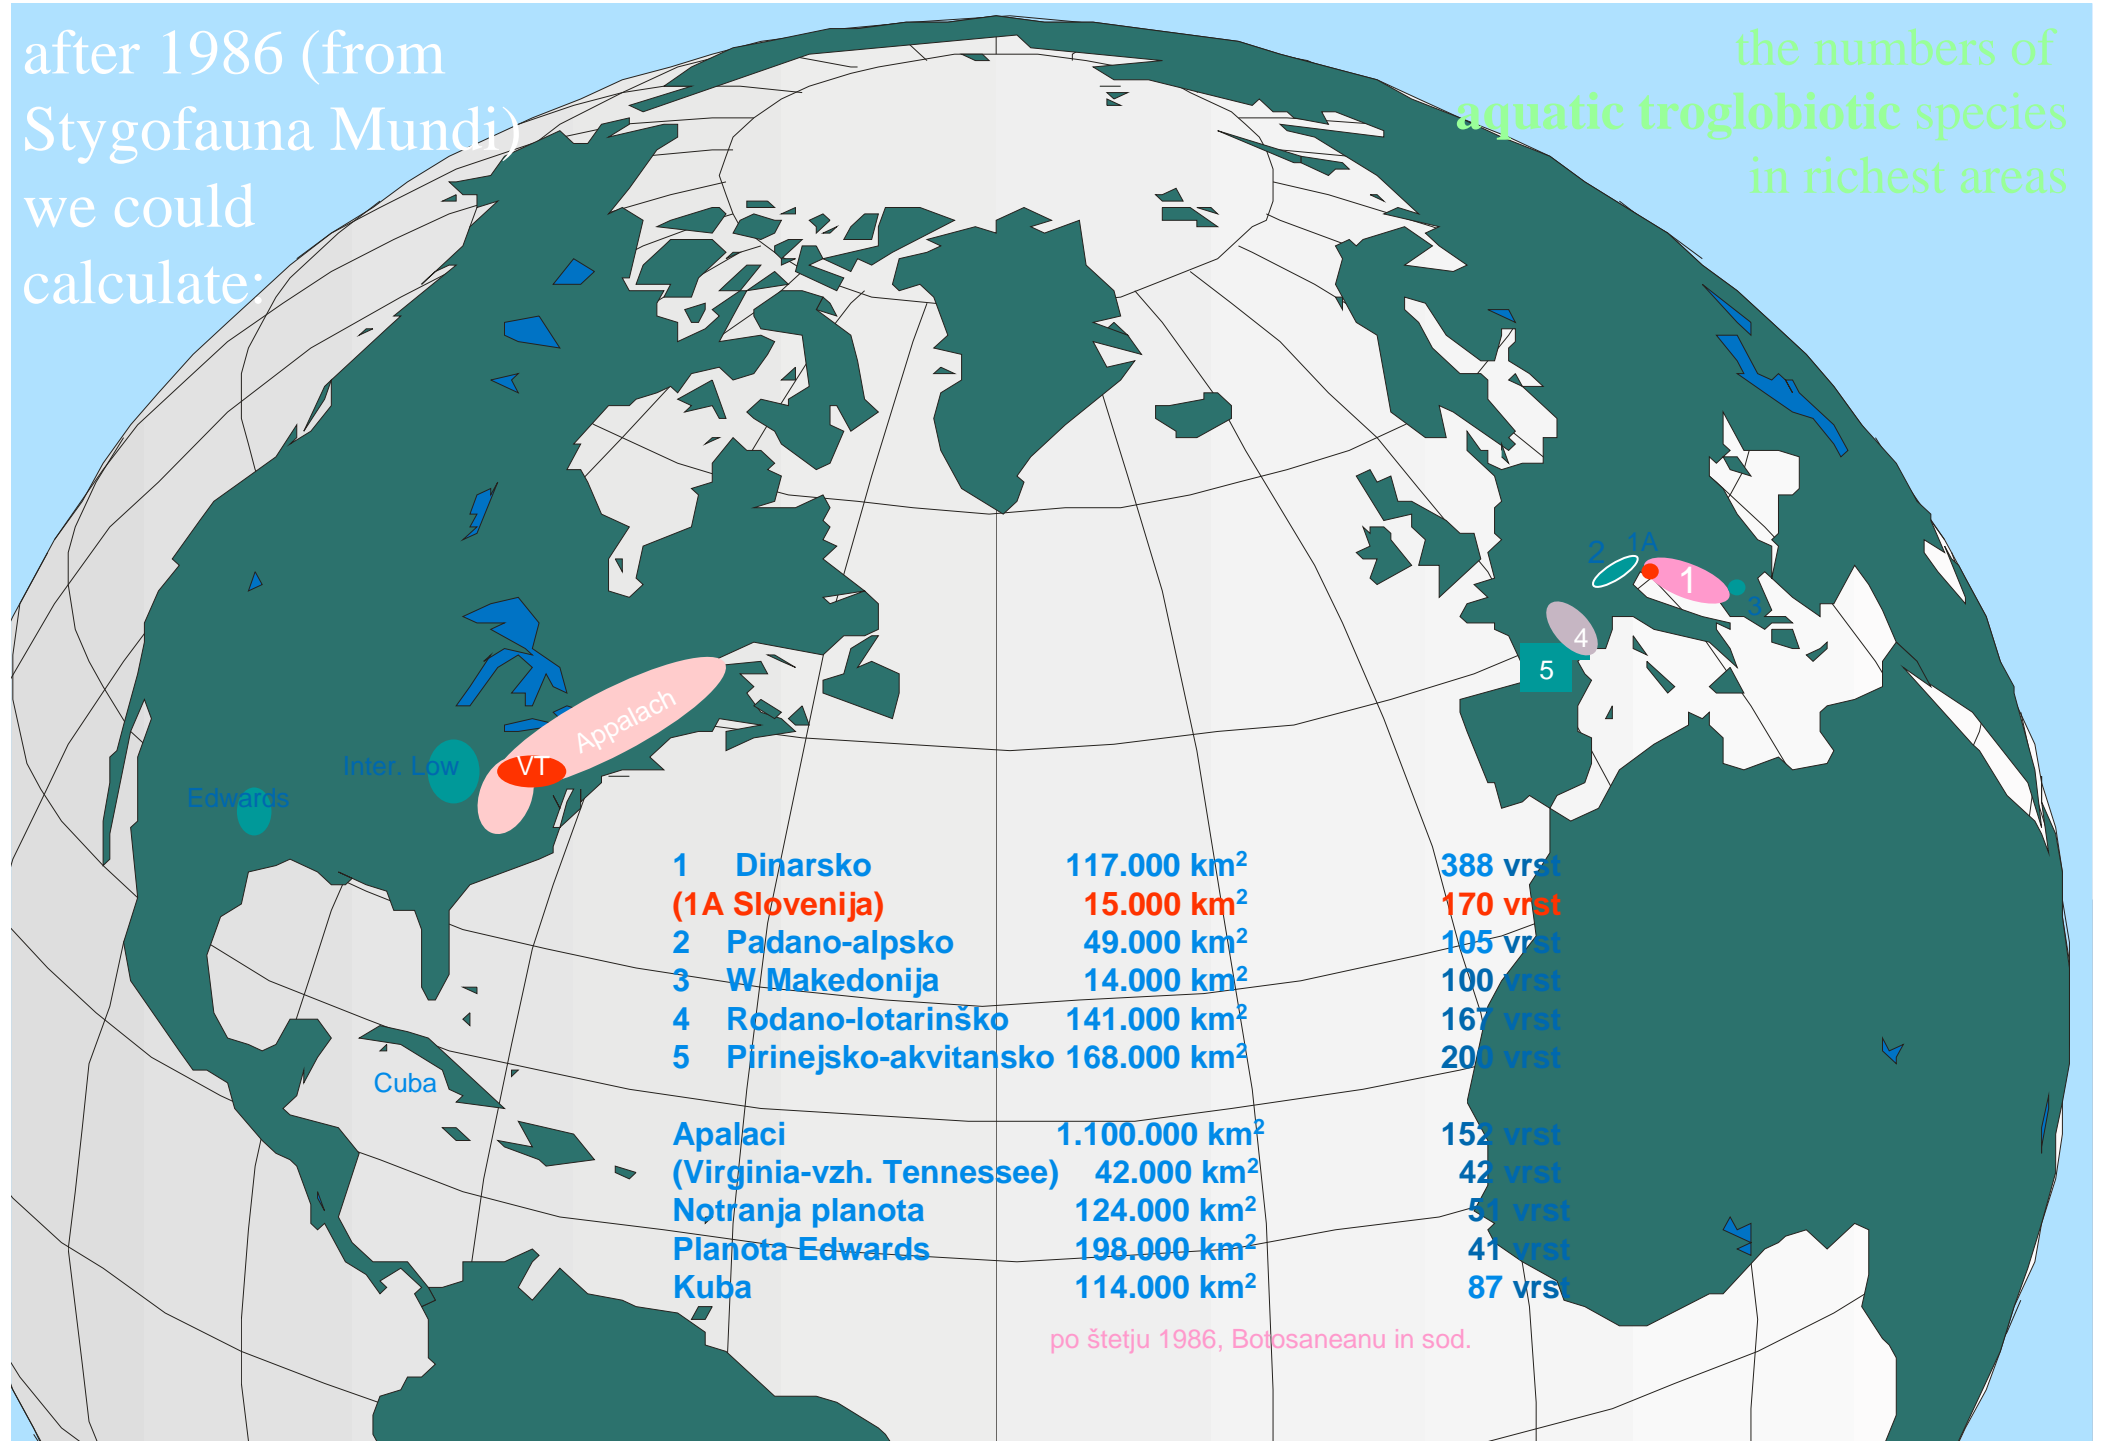 after 1986 (from
Stygofauna Mundi)
we could
calculate:
the numbers of
aquatic troglobiotic species
in richest areas
2
1A
1
3
4
5
Appalach
VT
Inter. Low
Edwards
Cuba
1 Dinarsko 117.000 km² 388 vrst
(1A Slovenija) 15.000 km² 170 vrst
2 Padano-alpsko 49.000 km² 105 vrst
3 W Makedonija 14.000 km² 100 vrst
4 Rodano-lotarinško 141.000 km² 167 vrst
5 Pirinejsko-akvitansko 168.000 km² 200 vrst
Apalaci 1.100.000 km² 152 vrst
(Virginia-vzh. Tennessee) 42.000 km² 42 vrst
Notranja planota 124.000 km² 51 vrst
Planota Edwards 198.000 km² 41 vrst
Kuba 114.000 km² 87 vrst
po štetju 1986, Botosaneanu in sod.